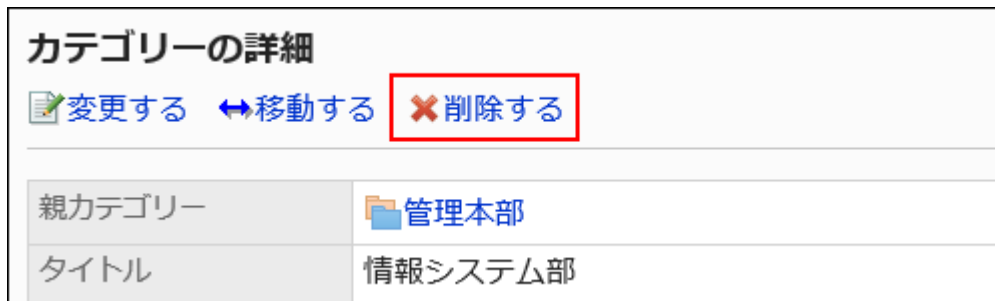 カテゴリーの詳細
変更する 移動する 削除する
親カテゴリー 管理本部
タイトル 情報システム部